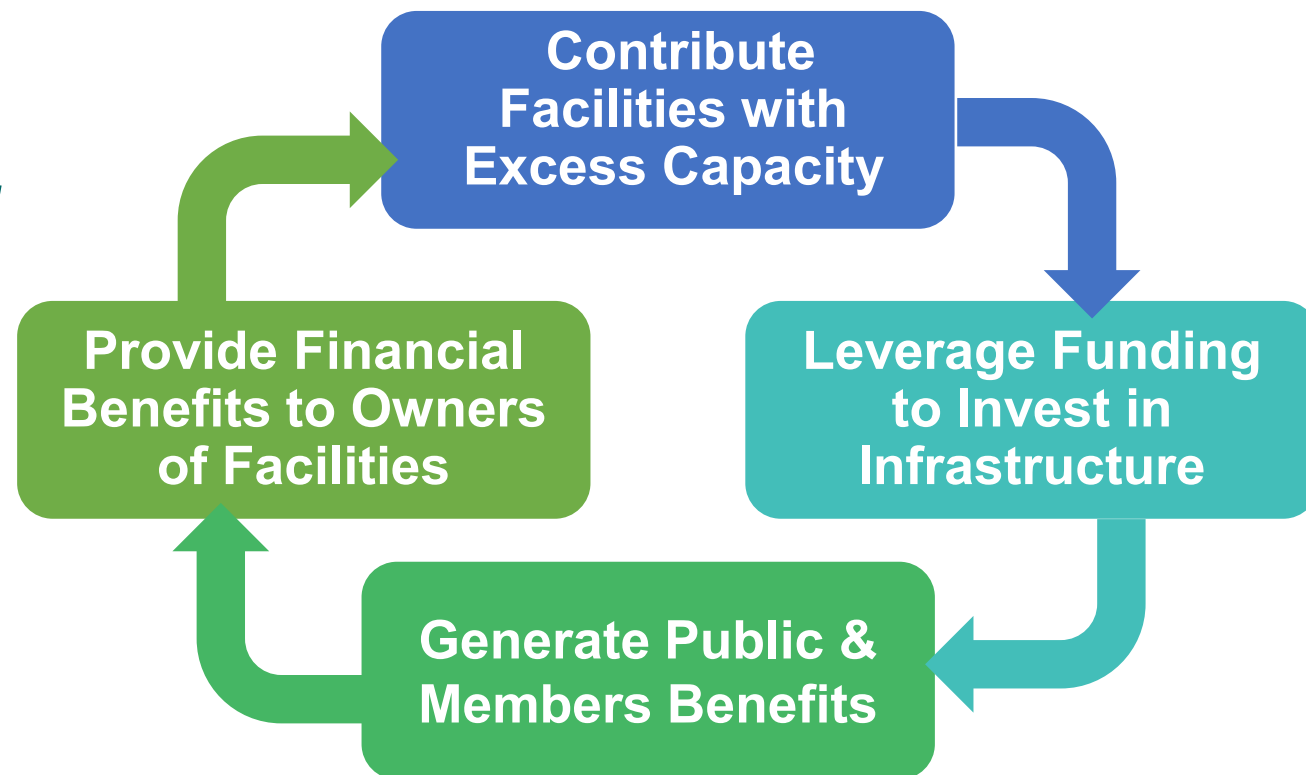 Contribute
Facilities with
Excess Capacity
Leverage Funding
to Invest in
Infrastructure
Generate Public &
Members Benefits
Provide Financial
Benefits to Owners
of Facilities